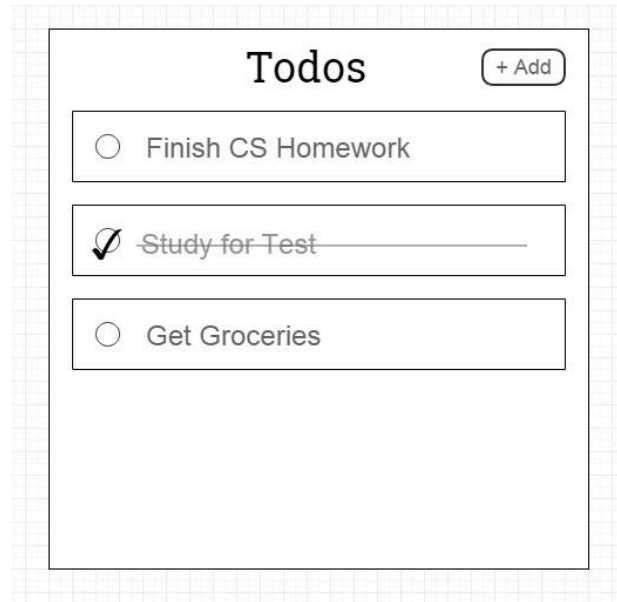 Todos
+ Add
Finish CS Homework
Study for Test
Get Groceries